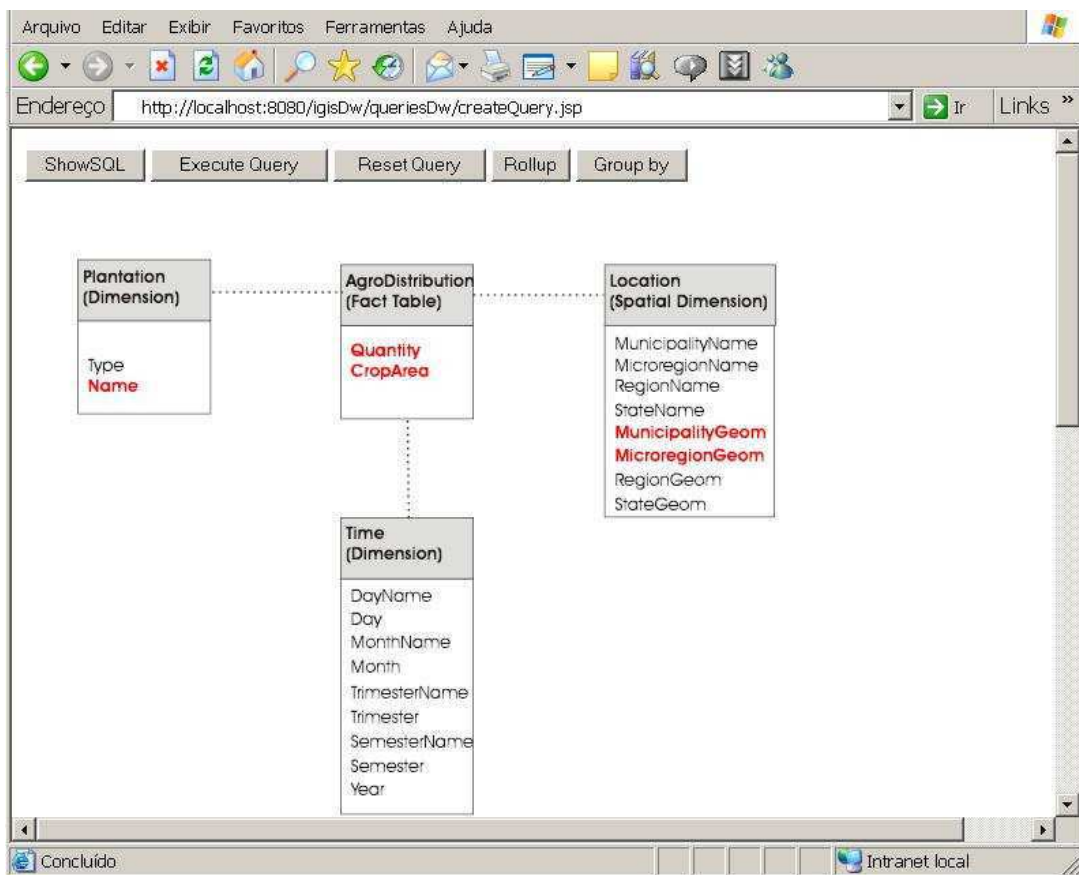 Arquivo Editar Exibir Favoritos Ferramentas Ajuda
Endereço http://localhost:8080/igisDw/queriesDw/createQuery.jsp Ir Links »
ShowSQL Execute Query Reset Query Rollup Group by
Plantation
(Dimension)
Type
Name
AgroDistribution
(Fact Table)
Quantity
CropArea
Location
(Spatial Dimension)
MunicipalityName
MicroregionName
RegionName
StateName
MunicipalityGeom
MicroregionGeom
RegionGeom
StateGeom
Time
(Dimension)
DayName
Day
MonthName
Month
TrimesterName
Trimester
SemesterName
Semester
Year
Concluído Intranet local